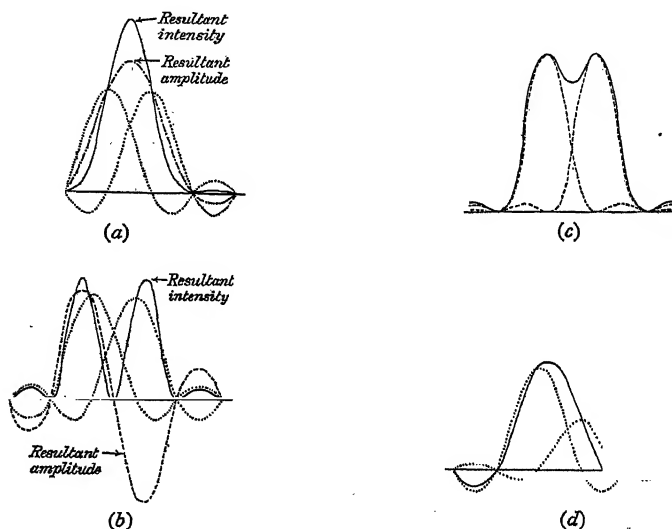 Resultant
intensity
Resultant
amplitude
(a)
(c)
Resultant
intensity
Resultant
amplitude
(b)
(d)